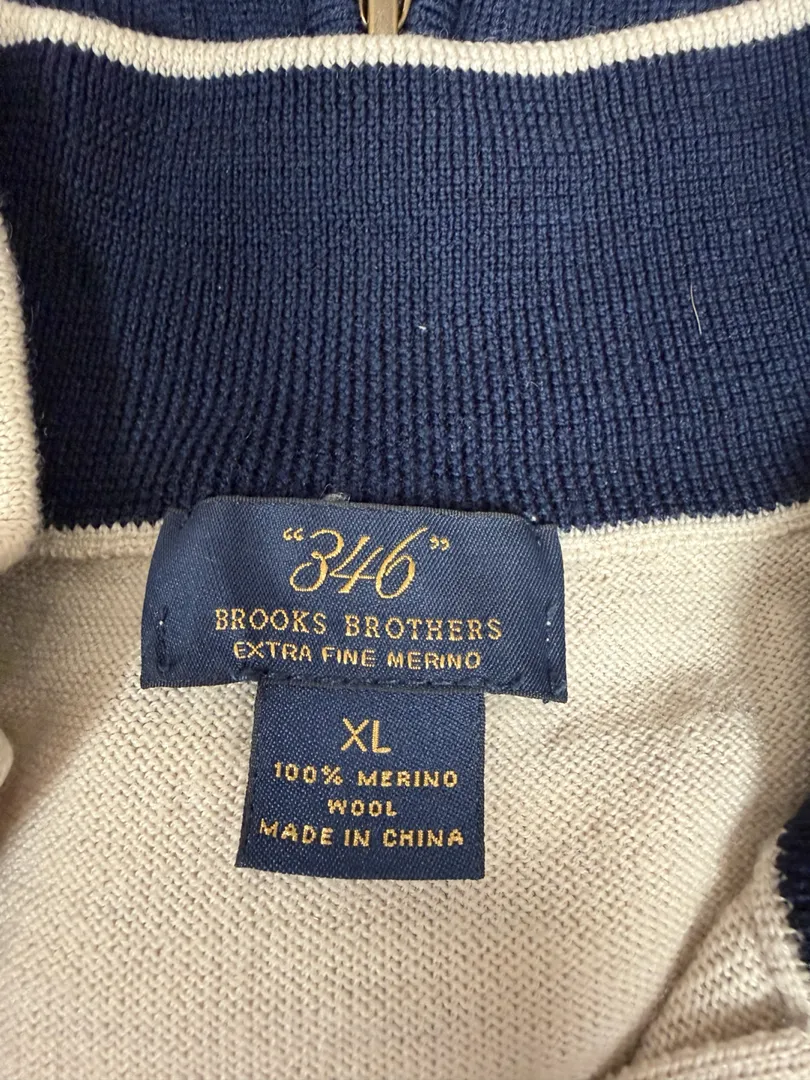 “346”
BROOKS BROTHERS
EXTRA FINE MERINO
XL
100% MERINO
WOOL
MADE IN CHINA